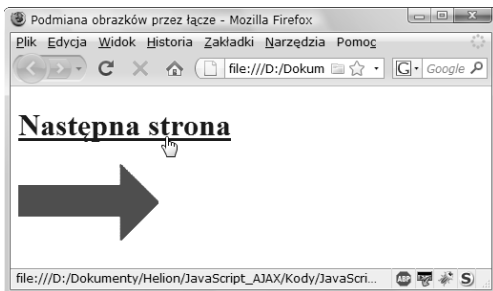 Podmiana obrazków przez łącze - Mozilla Firefox
Plik Edycja Widok Historia Zakładki Narzędzia Pomoc
file:///D:/Dokum G Google
Następna strona
file:///D:/Dokumenty/Helion/JavaScript_AJAX/Kody/JavaScri... ABP S